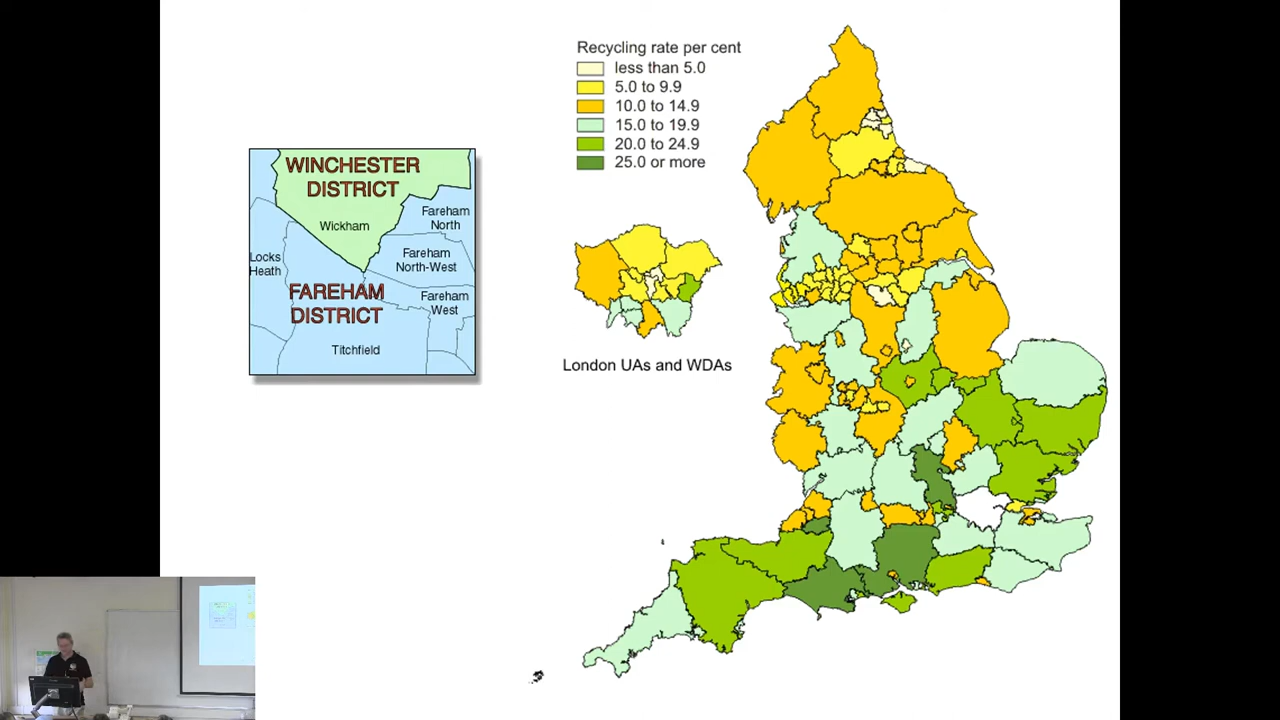 WINCHESTER
DISTRICT
Wickham
Fareham
North
Locks
Heath
Fareham
North-West
FAREHAM
DISTRICT
Fareham
West
Titchfield
Recycling rate per cent
less than 5.0
5.0 to 9.9
10.0 to 14.9
15.0 to 19.9
20.0 to 24.9
25.0 or more
London UAs and WDAs